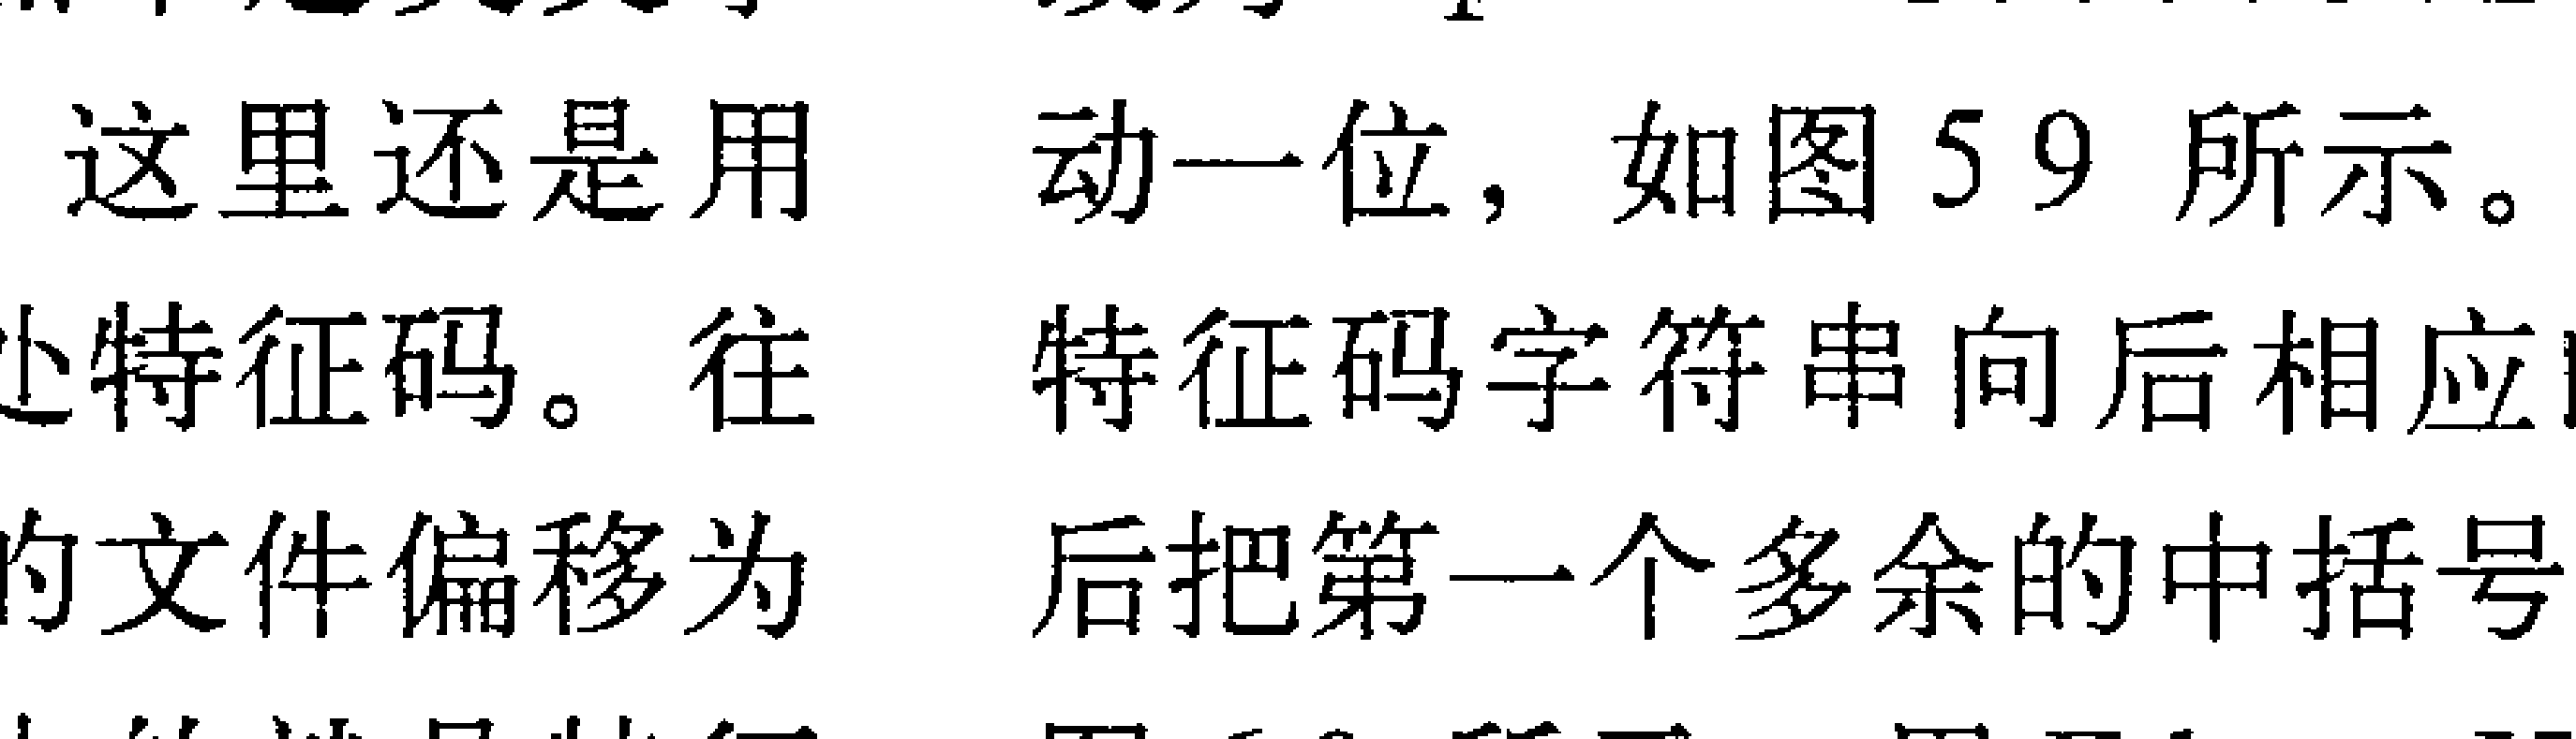 这里还是用
处特征码。往
的文件偏移为
动一位，如图 59 所示。
特征码字符串向后相应
后把第一个多余的中括号